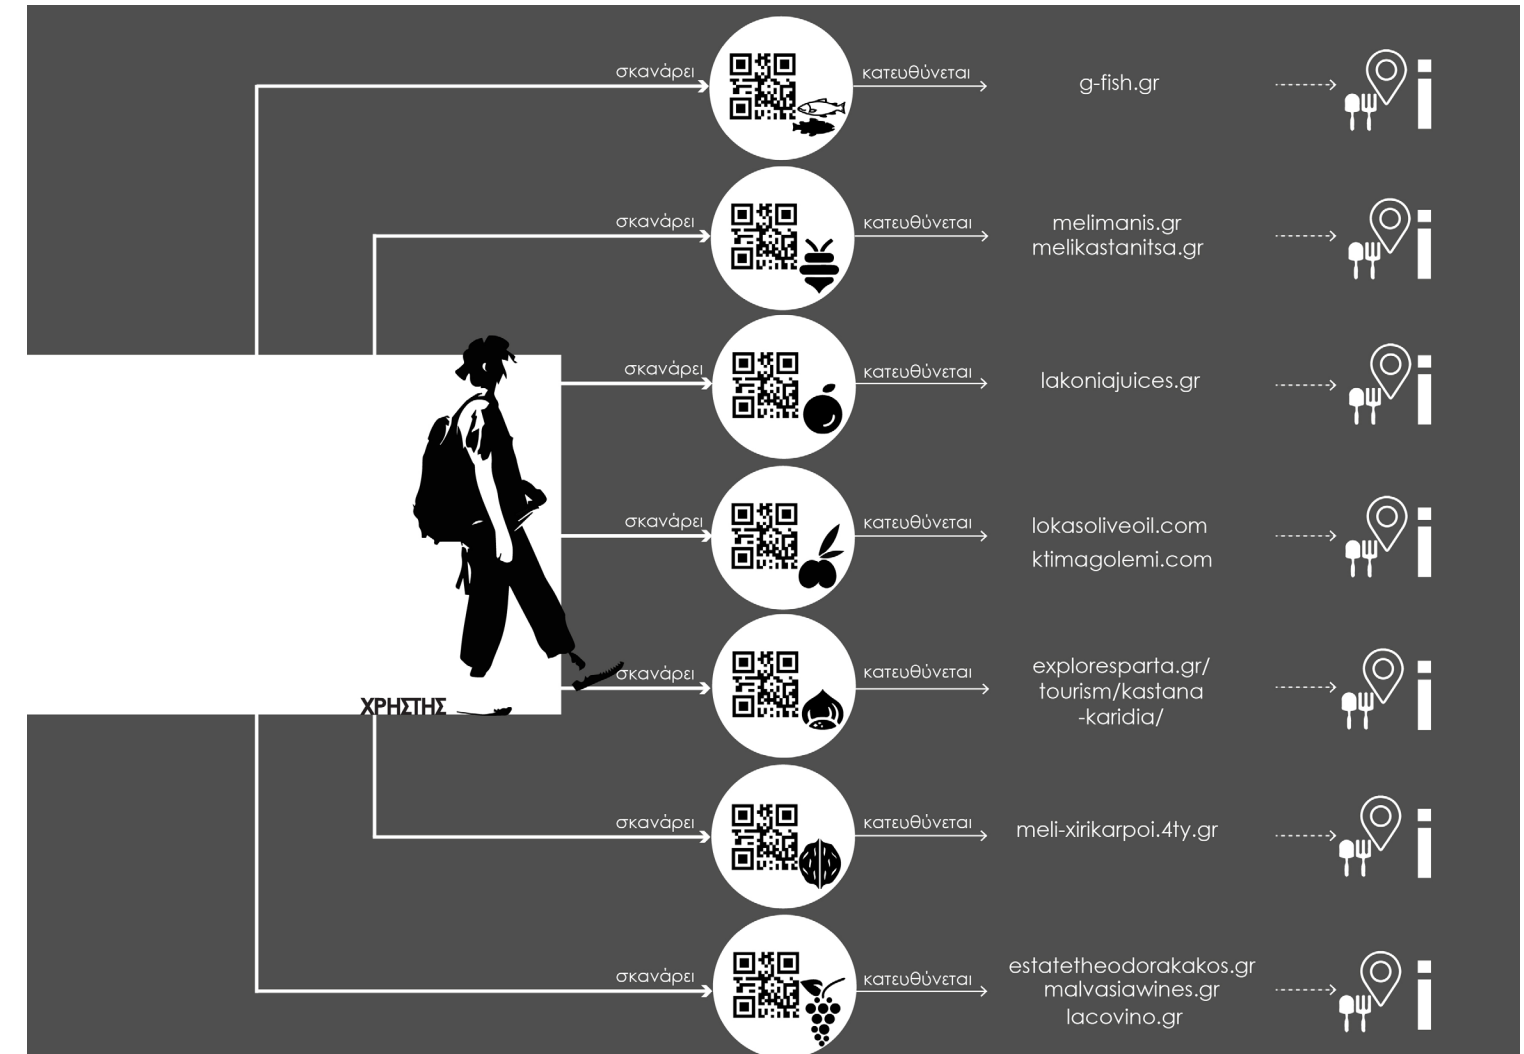 σκανάρει
κατευθύνεται
g-fish.gr
σκανάρει
κατευθύνεται
melimanis.gr
melikastanitsa.gr
σκανάρει
κατευθύνεται
lakoniajuices.gr
σκανάρει
κατευθύνεται
lokasoliveoil.com
ktimagolemi.com
σκανάρει
κατευθύνεται
exploresparta.gr/
tourism/kastana
-karidia/
ΧΡΗΣΤΗΣ
σκανάρει
κατευθύνεται
meli-xirikarpoi.4ty.gr
σκανάρει
κατευθύνεται
estatetheodorakakos.gr
malvasiawines.gr
lacovino.gr